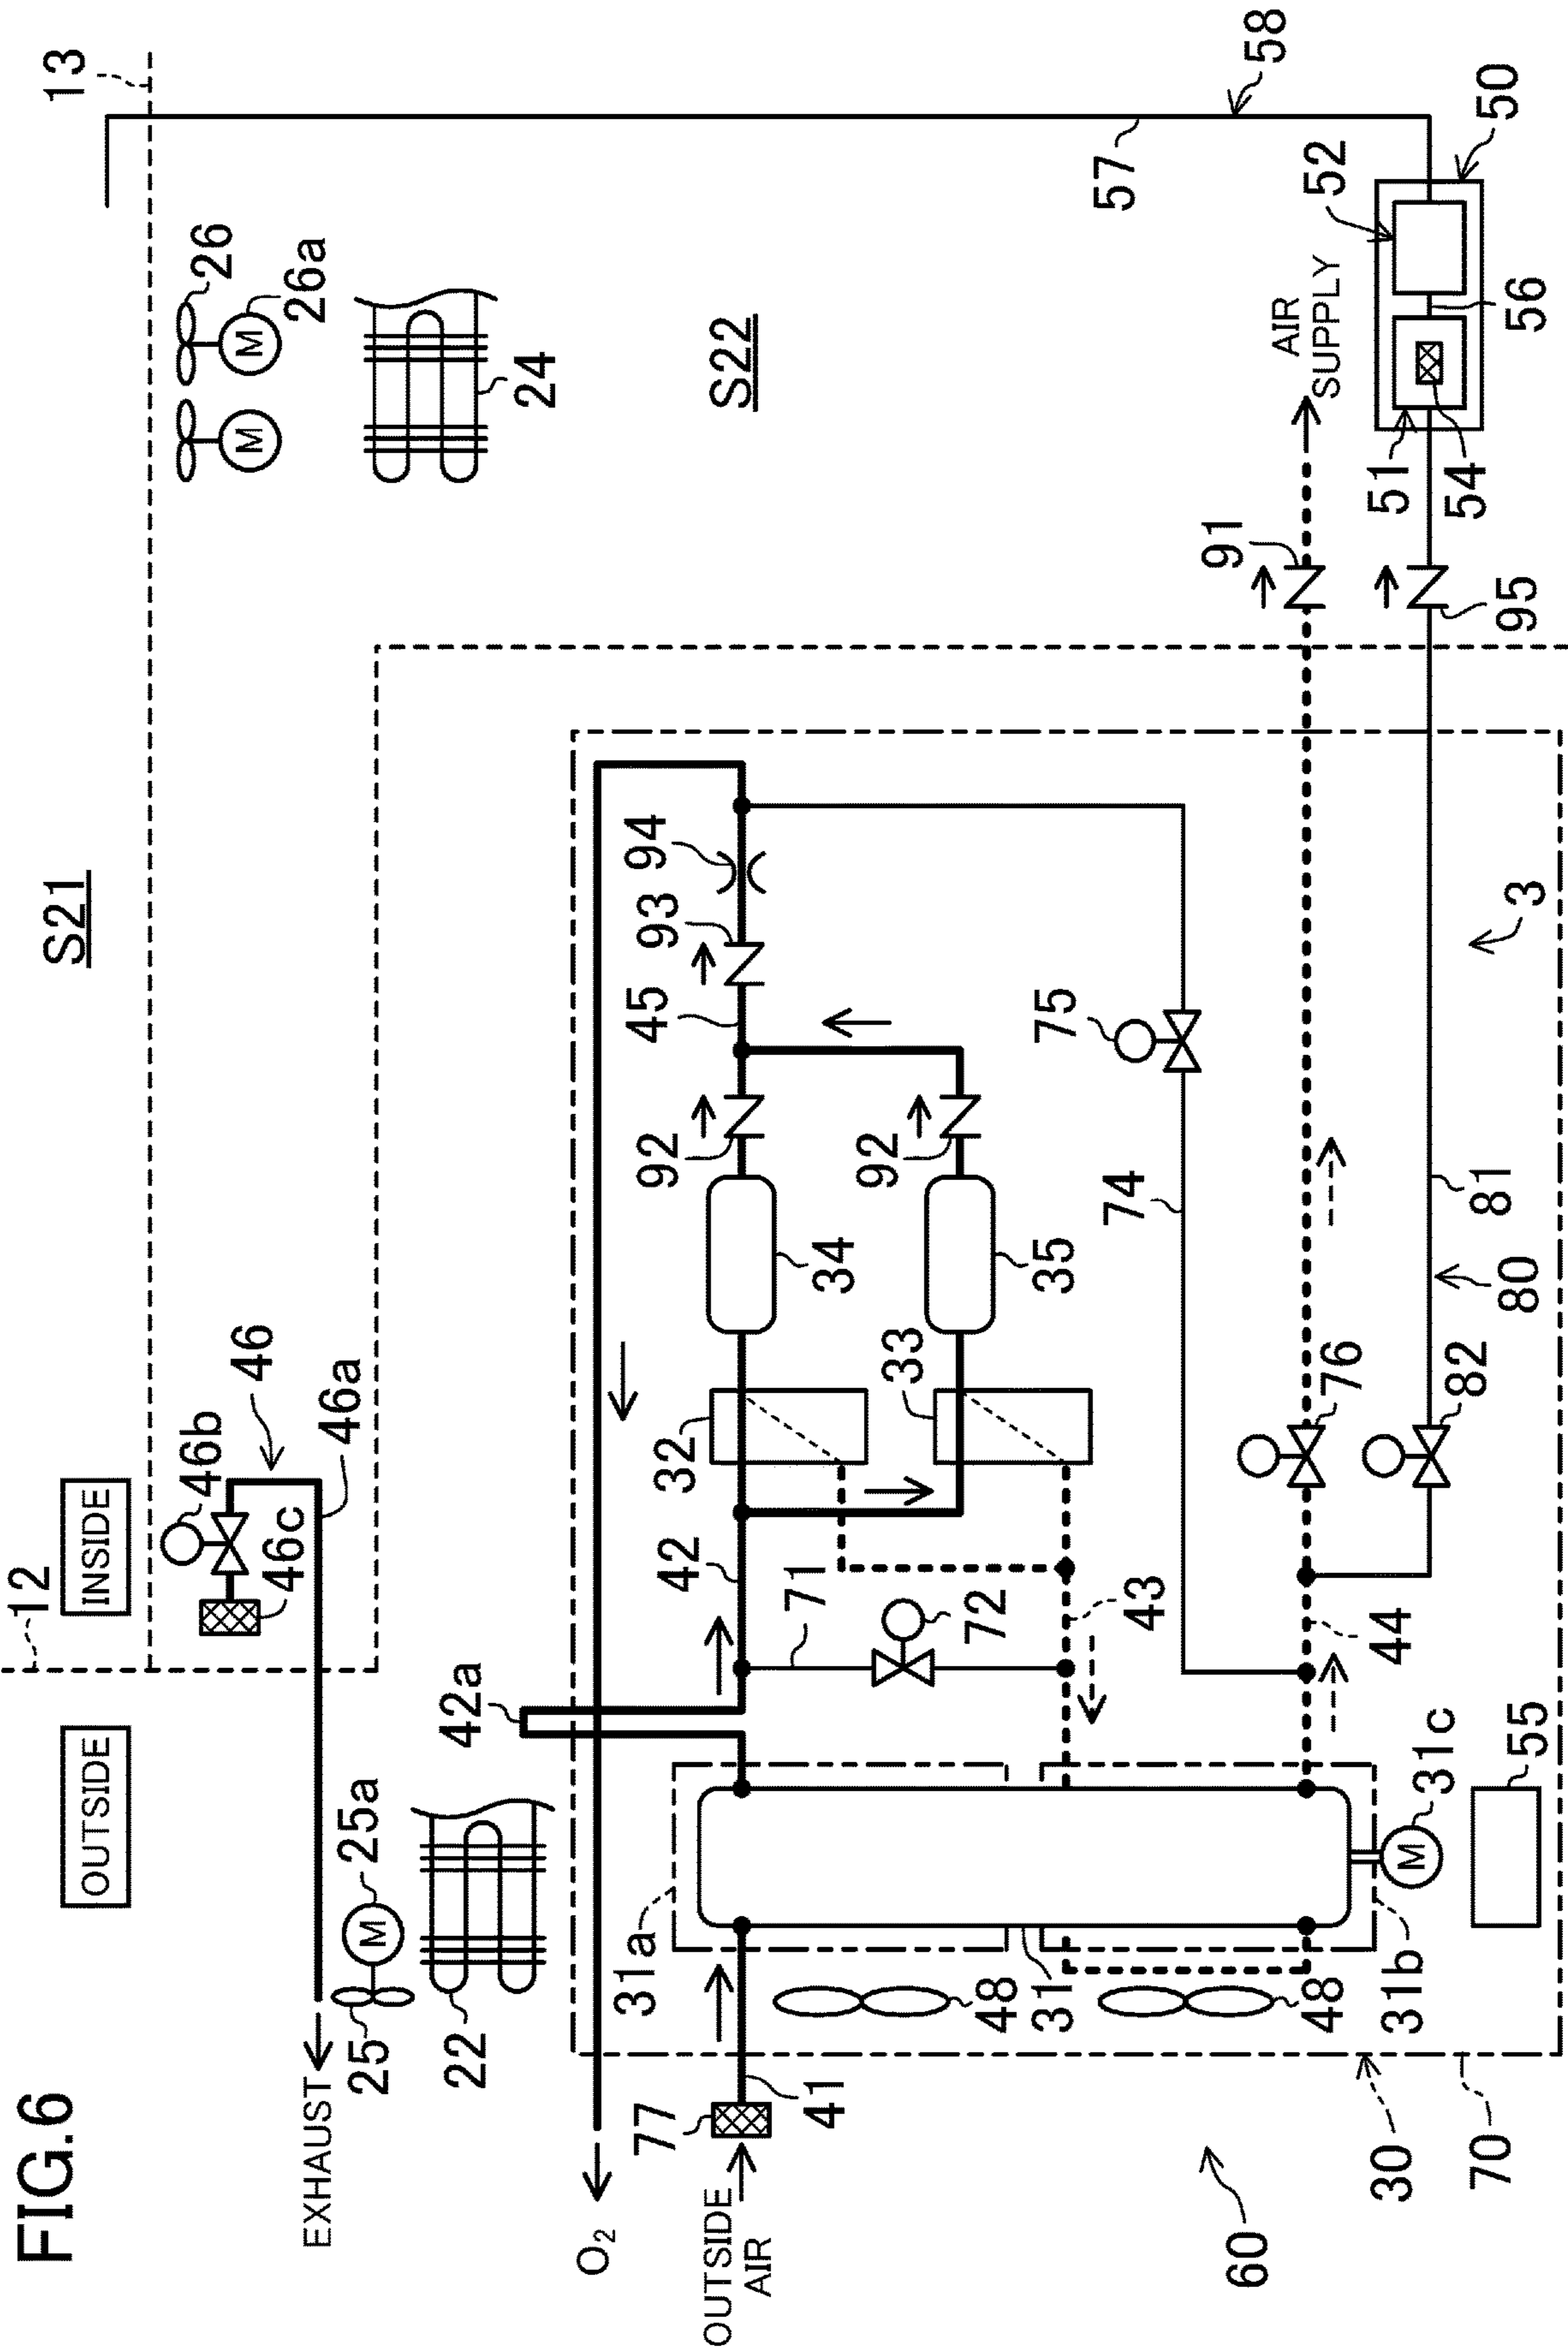 FIG.6
OUTSIDE
INSIDE
12
S21
13
EXHAUST
25
25a
46
46a
46b
46c
26
26a
22
24
S22
42a
O₂
77
OUTSIDE
AIR
41
31a
42
32
34
92
45
93
94
48
31
71
72
33
35
92
75
74
43
57
58
AIR
SUPPLY
91
48
31b
31c
44
76
52
50
M
M
M
M
60
30
70
55
82
80
81
3
95
51
54
56